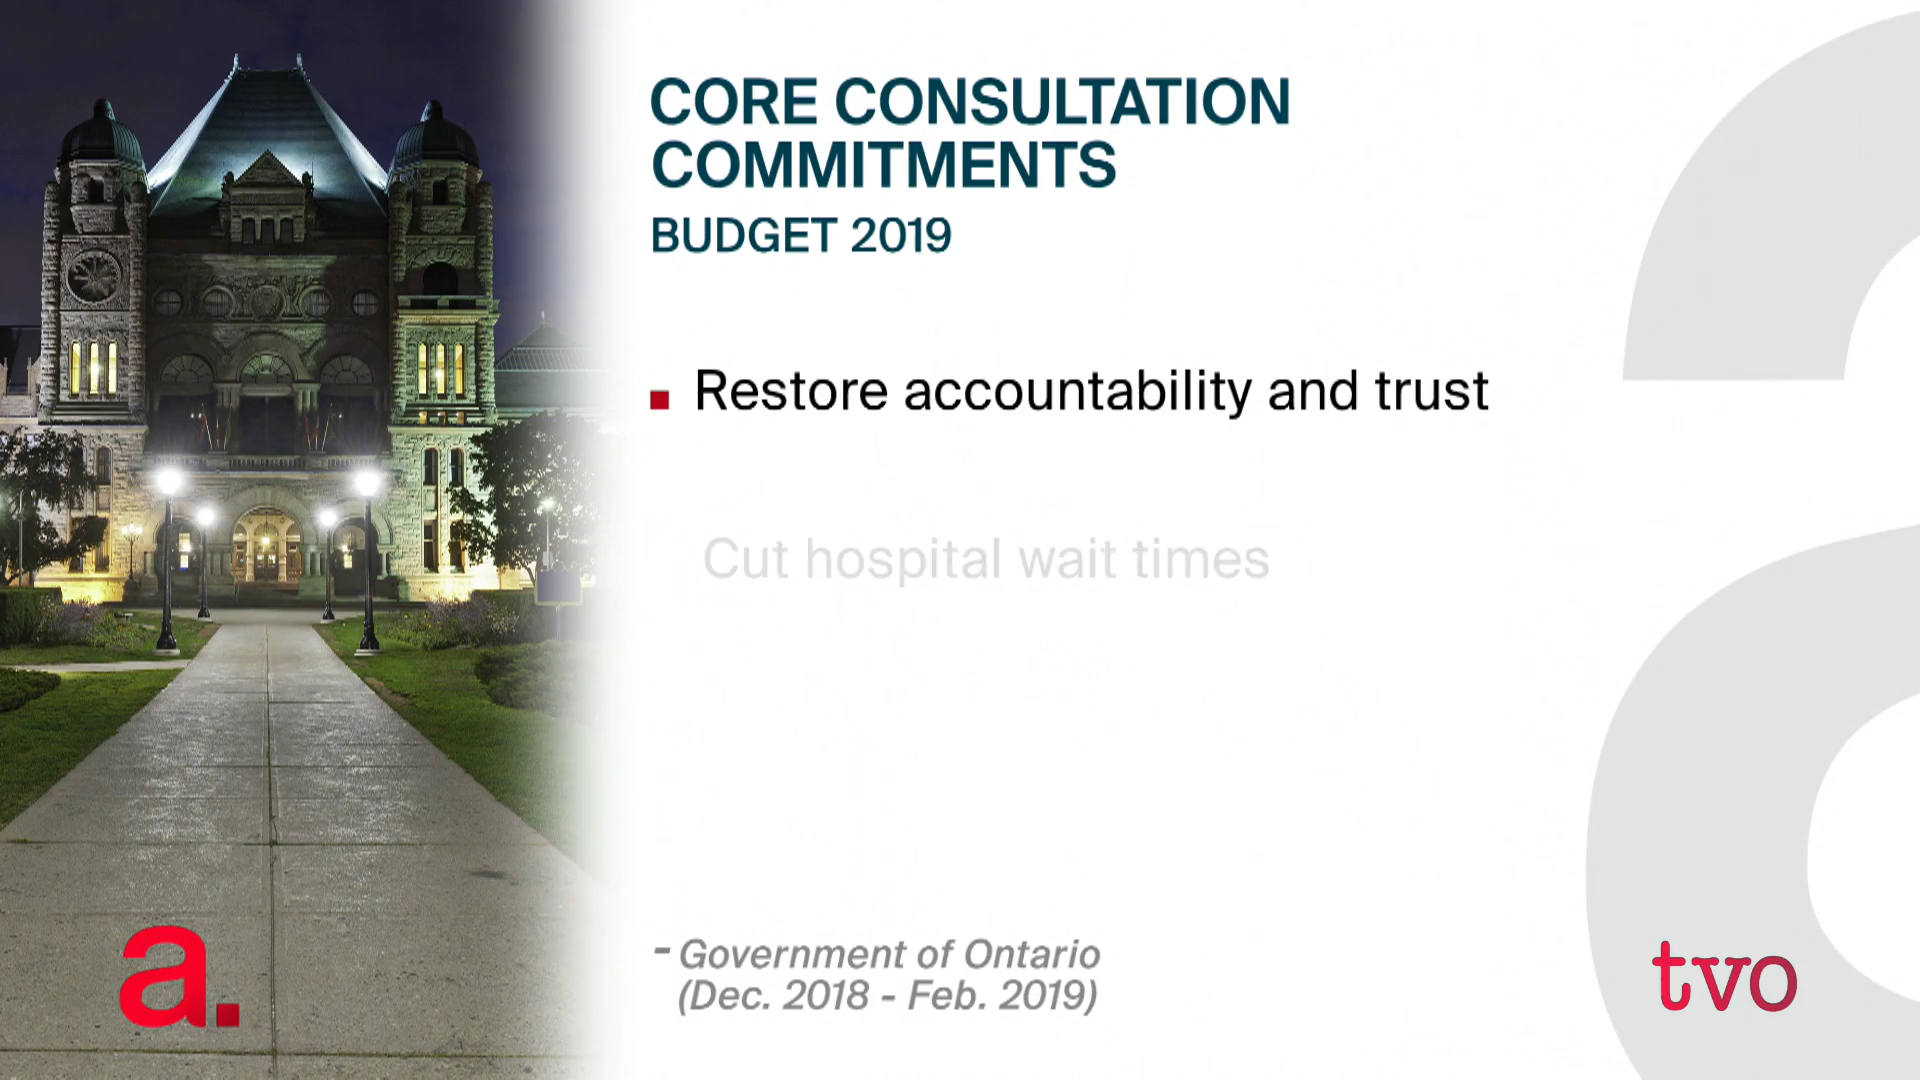 CORE CONSULTATION
COMMITMENTS
BUDGET 2019
Restore accountability and trust
Cut hospital wait times
- Government of Ontario
(Dec. 2018 - Feb. 2019)
a.
tvo